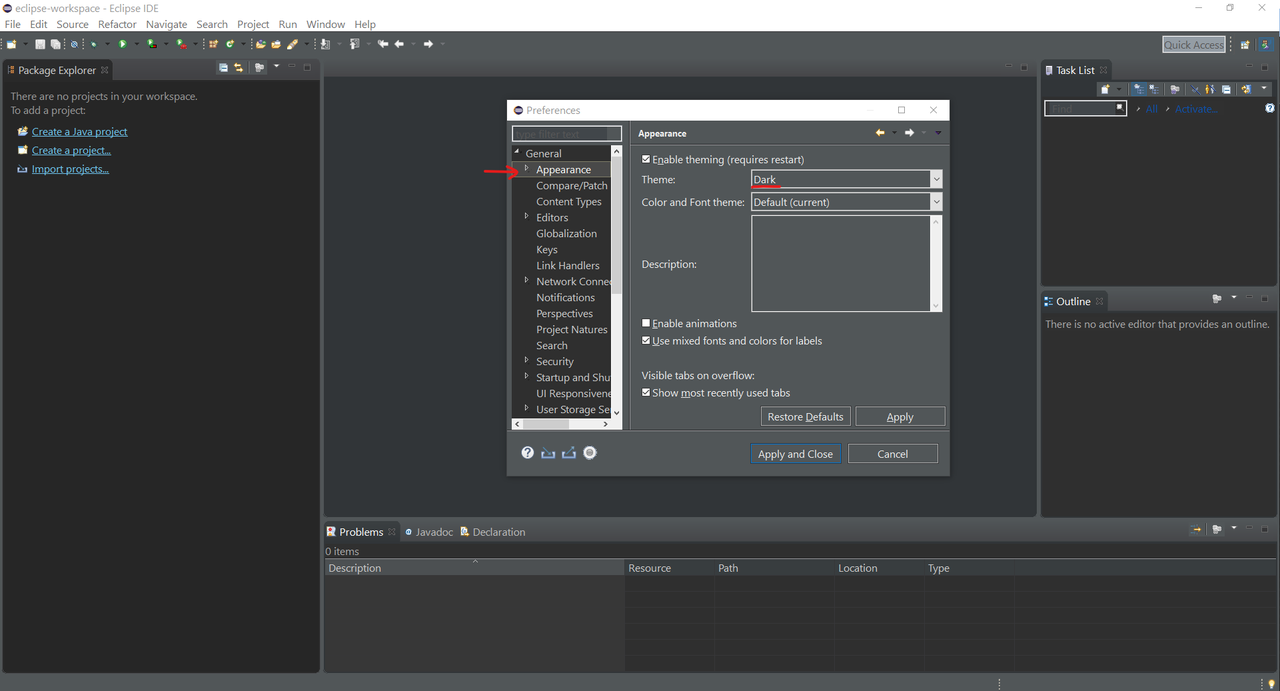 eclipse-workspace - Eclipse IDE
File Edit Source Refactor Navigate Search Project Run Window Help
Quick Access
Package Explorer
There are no projects in your workspace.
To add a project:
Create a Java project
Create a project...
Import projects...
Preferences
type filter text
General
Appearance
Compare/Patch
Content Types
Editors
Globalization
Keys
Link Handlers
Network Connec
Notifications
Perspectives
Project Natures
Search
Security
Startup and Shu
UI Responsivene
User Storage Se
Appearance
Enable theming (requires restart)
Theme: Dark
Color and Font theme: Default (current)
Description:
Enable animations
Use mixed fonts and colors for labels
Visible tabs on overflow:
Show most recently used tabs
Restore Defaults Apply
Apply and Close Cancel
Task List
Find All Activate...
Outline
There is no active editor that provides an outline.
Problems Javadoc Declaration
0 items
Description Resource Path Location Type